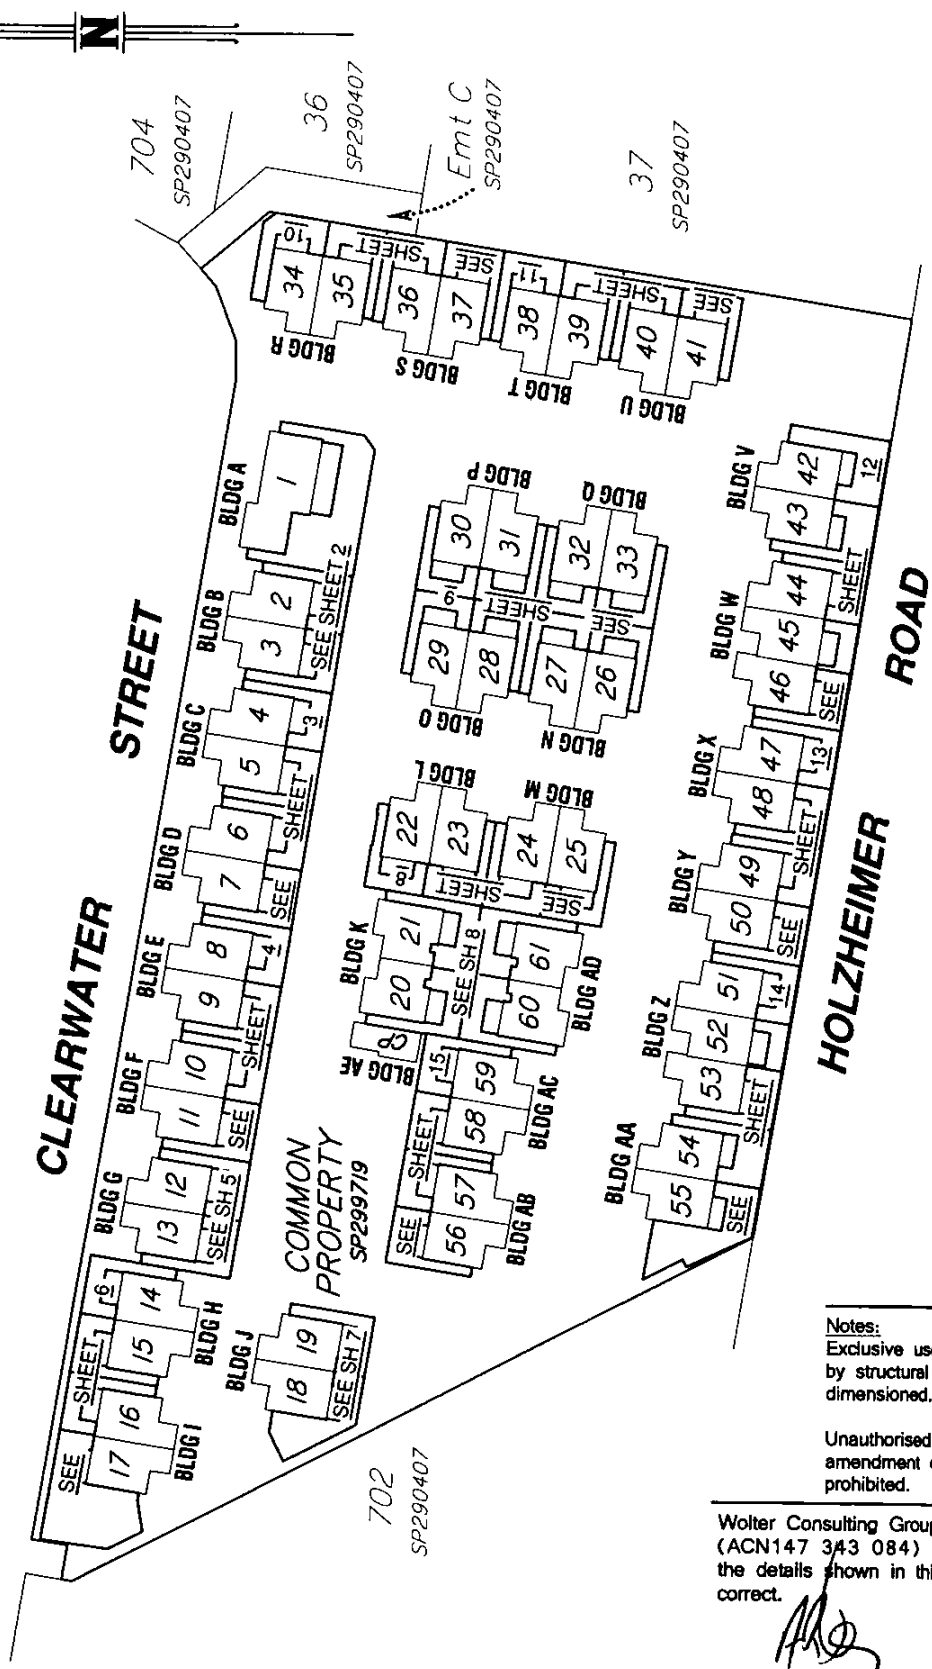 N
704
SP290407
36
SP290407
Emt C
SP290407
37
SP290407
CLEARWATER STREET
HOLZHEIMER ROAD
COMMON
PROPERTY
SP299719
702
SP290407
BLDG A
1
BLDG B
2
3
SEE SHEET 2
BLDG C
4
5
BLDG D
6
7
SEE SHEET 3
BLDG E
8
9
BLDG F
10
11
SEE SHEET 4
BLDG G
12
13
SEE SH 5
BLDG H
14
15
BLDG I
16
17
SEE SHEET 6
BLDG J
18
19
SEE SH 7
BLDG K
20
21
SEE SH 8
BLDG L
22
23
BLDG M
24
25
SEE SHEET 8
BLDG N
26
27
BLDG O
28
29
BLDG P
30
31
BLDG Q
32
33
SEE SHEET 9
BLDG R
34
35
BLDG S
36
37
SEE SHEET 10
BLDG T
38
39
BLDG U
40
41
SEE SHEET 11
BLDG V
42
43
BLDG W
44
45
46
SEE SHEET 12
BLDG X
47
48
BLDG Y
49
50
SEE SHEET 13
BLDG Z
51
52
53
BLDG AA
54
55
SEE SHEET 14
BLDG AB
56
57
BLDG AC
58
59
SEE SHEET 15
BLDG AD
60
61
BLDG AE
Notes:
Exclusive us
by structural
dimensioned.
Unauthorised
amendment
prohibited.
Wolter Consulting Group
(ACN147 343 084)
the details shown in thi
correct.